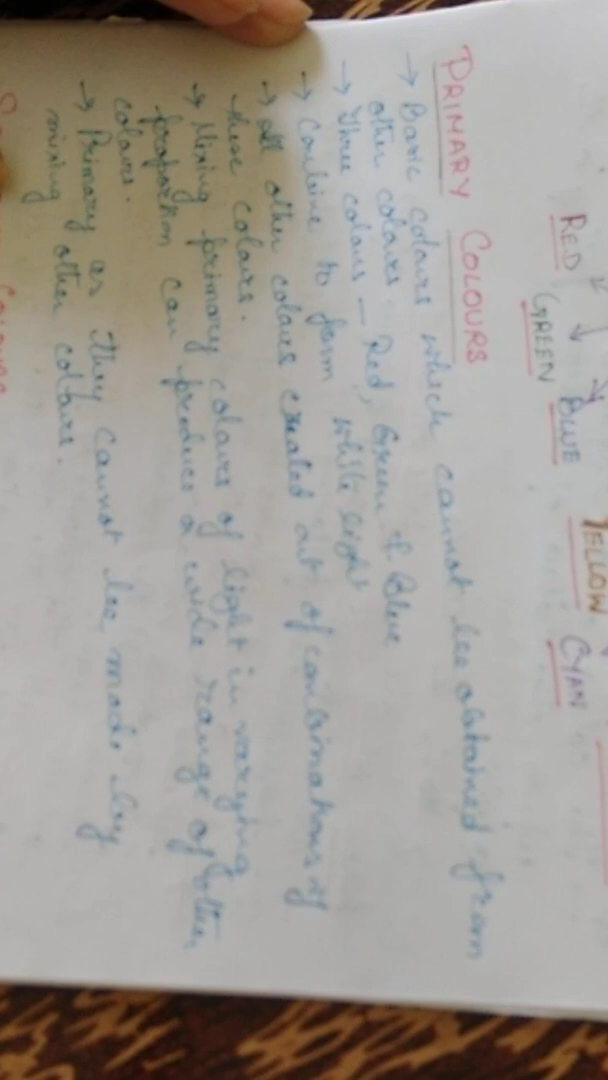 RED
GREEN
BLUE
YELLOW
CYAN
PRIMARY COLOURS
→ Basic colours which cannot be obtained from
other colours.
→ Three colours – Red, Green & Blue
→ Combine to form white light
→ All other colours created out of combinations of
these colours.
→ Mixing primary colours of light in varying
proportion can produce a wide range of other
colours.
→ Primary as they cannot be made by
mixing other colours.